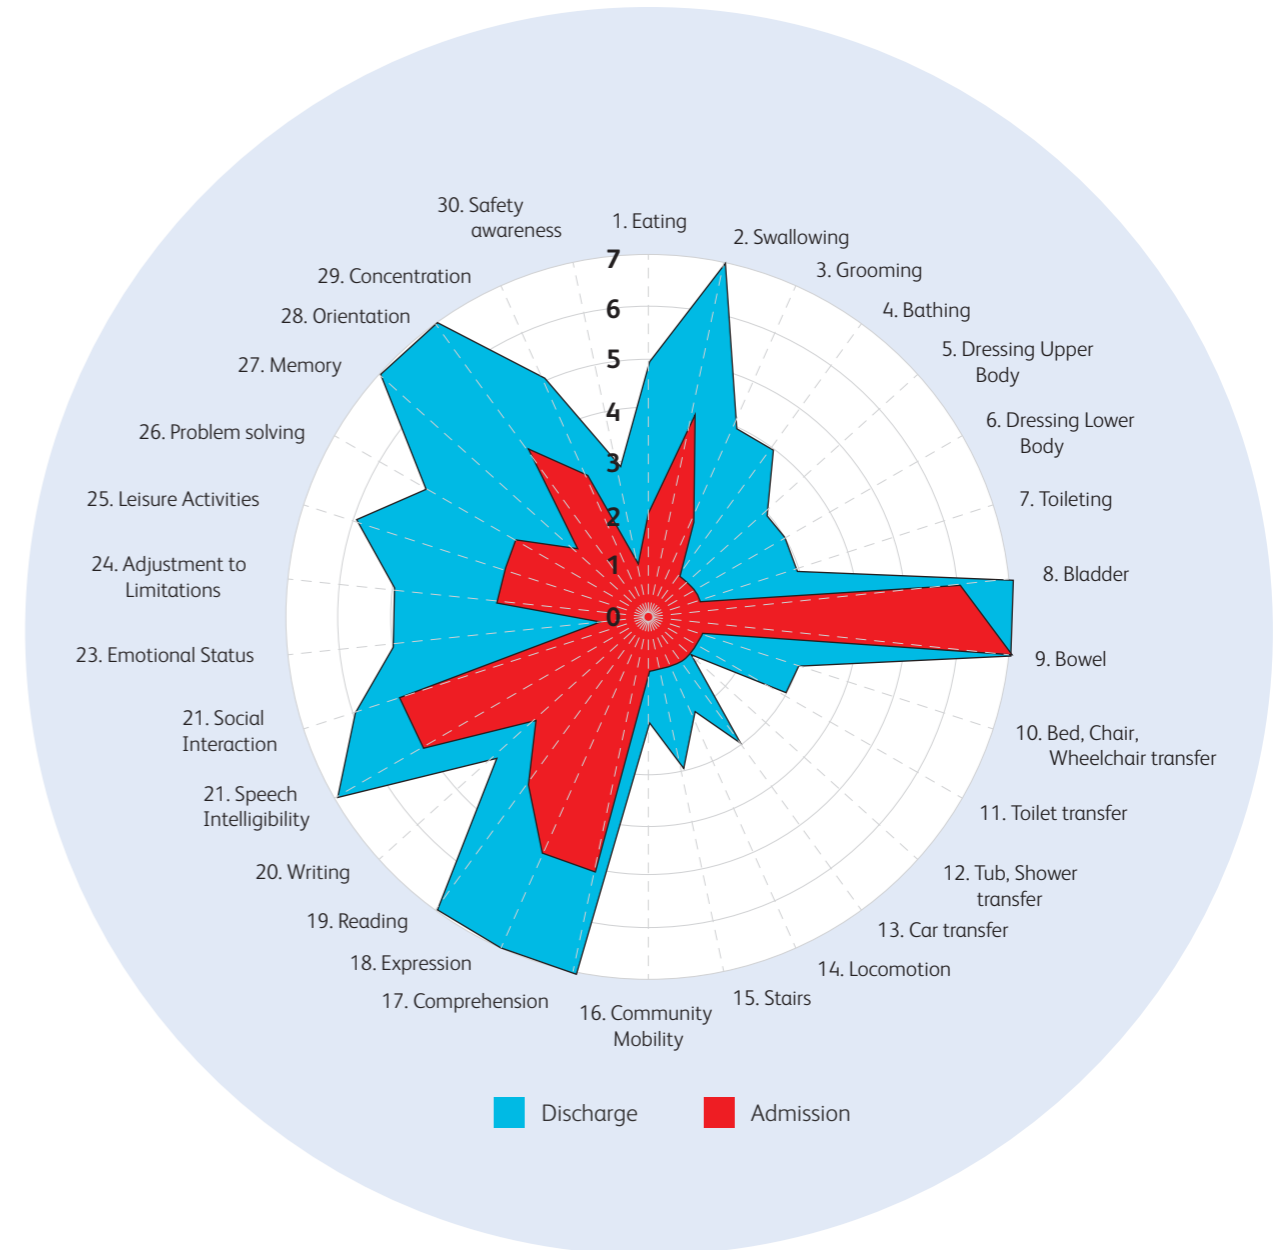 30. Safety
awareness
1. Eating
2. Swallowing
3. Grooming
4. Bathing
5. Dressing Upper
Body
6. Dressing Lower
Body
7. Toileting
8. Bladder
9. Bowel
10. Bed, Chair,
Wheelchair transfer
11. Toilet transfer
12. Tub, Shower
transfer
13. Car transfer
14. Locomotion
15. Stairs
16. Community
Mobility
17. Comprehension
18. Expression
19. Reading
20. Writing
21. Speech
Intelligibility
21. Social
Interaction
23. Emotional Status
24. Adjustment to
Limitations
25. Leisure Activities
26. Problem solving
27. Memory
28. Orientation
29. Concentration
7
6
5
4
3
2
1
0
Discharge
Admission